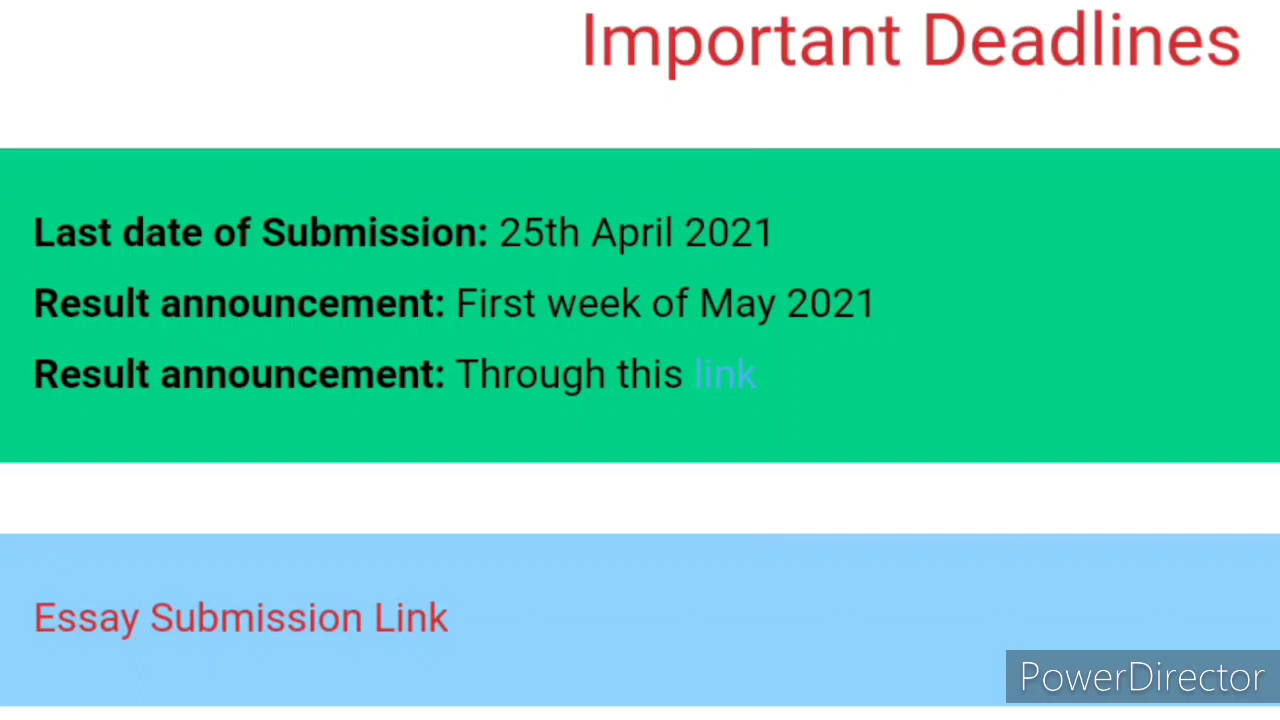 Important Deadlines
Last date of Submission: 25th April 2021
Result announcement: First week of May 2021
Result announcement: Through this link
Essay Submission Link
PowerDirector